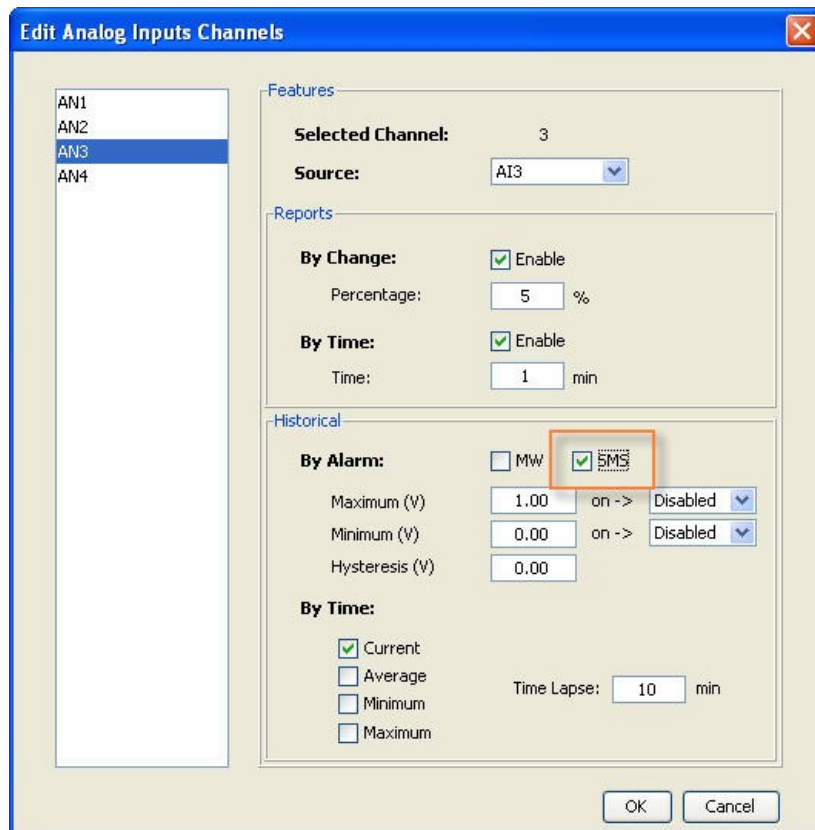 Edit Analog Inputs Channels
AN1
AN2
AN3
AN4
Features
Selected Channel: 3
Source: AI3
Reports
By Change: Enable
Percentage: 5 %
By Time: Enable
Time: 1 min
Historical
By Alarm: MW SMS
Maximum (V) 1.00 on -> Disabled
Minimum (V) 0.00 on -> Disabled
Hysteresis (V) 0.00
By Time:
Current
Average
Minimum
Maximum
Time Lapse: 10 min
OK Cancel